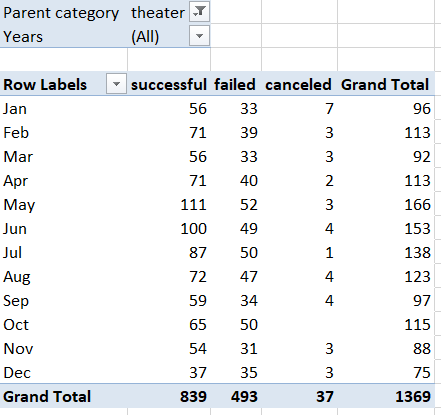 Parent category theater
Years (All)
Row Labels successful failed canceled Grand Total
Jan 56 33 7 96
Feb 71 39 3 113
Mar 56 33 3 92
Apr 71 40 2 113
May 111 52 3 166
Jun 100 49 4 153
Jul 87 50 1 138
Aug 72 47 4 123
Sep 59 34 4 97
Oct 65 50 115
Nov 54 31 3 88
Dec 37 35 3 75
Grand Total 839 493 37 1369